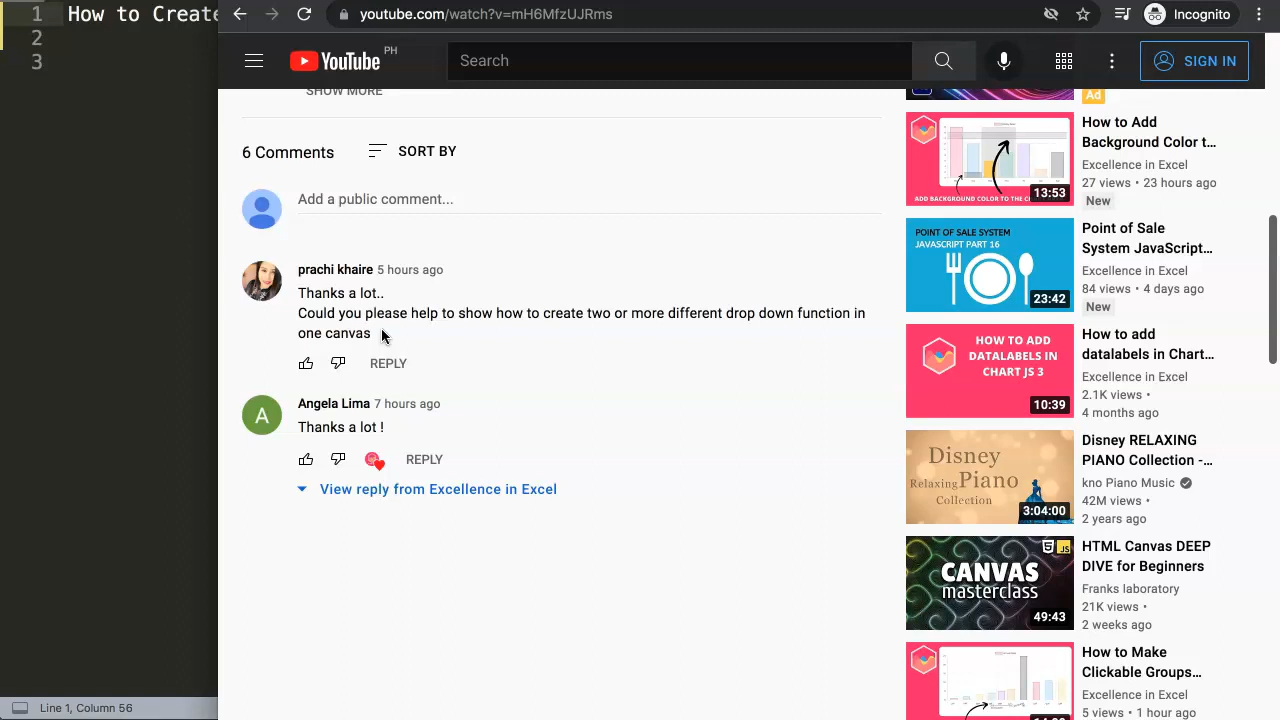 1 How to Create
2
3
youtube.com/watch?v=mH6MfzUJRms
Incognito
YouTube PH
Search
SIGN IN
SHOW MORE
6 Comments
SORT BY
Add a public comment...
prachi khaire 5 hours ago
Thanks a lot..
Could you please help to show how to create two or more different drop down function in
one canvas
REPLY
A
Angela Lima 7 hours ago
Thanks a lot !
REPLY
View reply from Excellence in Excel
Ad
ADD BACKGROUND COLOR TO THE C
13:53
How to Add
Background Color t...
Excellence in Excel
27 views • 23 hours ago
New
POINT OF SALE SYSTEM
JAVASCRIPT PART 16
23:42
Point of Sale
System JavaScript...
Excellence in Excel
84 views • 4 days ago
New
HOW TO ADD
DATALABELS IN
CHART JS 3
10:39
How to add
datalabels in Chart...
Excellence in Excel
2.1K views •
4 months ago
Disney
Relaxing Piano
Collection
3:04:00
Disney RELAXING
PIANO Collection -...
kno Piano Music
42M views •
2 years ago
5 JS
CANVAS
masterclass
49:43
HTML Canvas DEEP
DIVE for Beginners
Franks laboratory
21K views •
2 weeks ago
How to Make
Clickable Groups...
Excellence in Excel
5 views • 1 hour ago
Line 1, Column 56